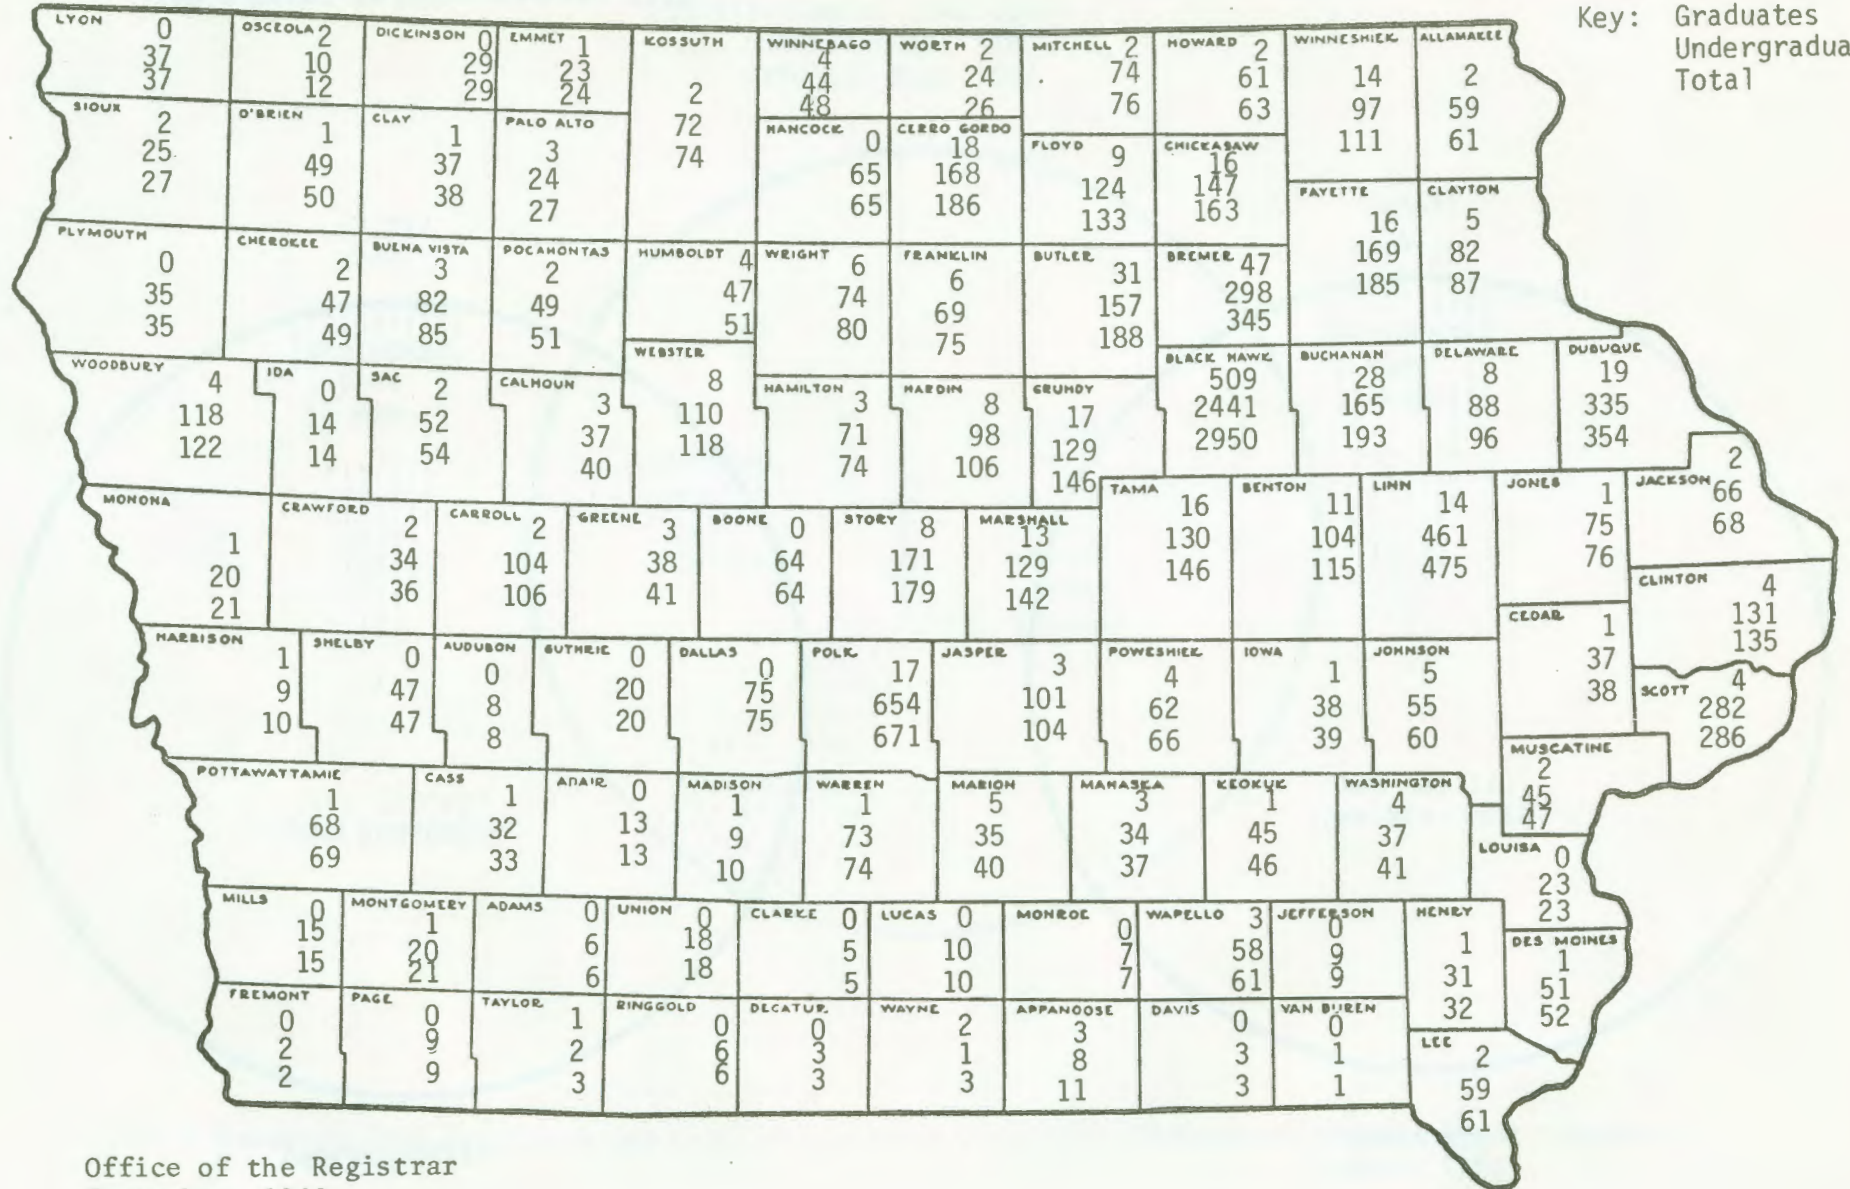 Key: Graduates
Total
LYON 0
37
37
OSCEOLA 2
10
12
DICKINSON 0
29
29
EMMET 1
23
24
KOSSUTH
2
72
74
WINNEBAGO
4
44
48
WORTH 2
24
26
MITCHELL 2
74
76
HOWARD 2
61
63
WINNESHIEK
14
97
111
ALLAMAKEE
2
59
61
SIOUX 2
25
27
O'BRIEN 1
49
50
CLAY 1
37
38
PALO ALTO
3
24
27
HANCOCK 0
65
65
CERRO GORDO
18
168
186
FLOYD 9
124
133
CHICKASAW
16
147
163
FAYETTE
16
169
185
CLAYTON
5
82
87
PLYMOUTH
0
35
35
CHEROKEE
2
47
49
BUENA VISTA
3
82
85
POCAHONTAS
2
49
51
HUMBOLDT 4
47
51
WRIGHT 6
74
80
FRANKLIN
6
69
75
BUTLER 31
157
188
BREMER 47
298
345
WOODBURY 4
118
122
IDA 0
14
14
SAC 2
52
54
CALHOUN 3
37
40
WEBSTER
8
110
118
HAMILTON 3
71
74
HARDIN 8
98
106
GRUNDY
17
129
146
BLACK HAWK
509
2441
2950
BUCHANAN
28
165
193
DELAWARE
8
88
96
DUBUQUE
19
335
354
MONONA
1
20
21
CRAWFORD 2
34
36
CARROLL 2
104
106
GREENE 3
38
41
BOONE 0
64
64
STORY 8
171
179
MARSHALL
13
129
142
TAMA 16
130
146
BENTON 11
104
115
LINN 14
461
475
JONES 1
75
76
2
JACKSON 66
68
CLINTON 4
131
135
HARRISON 1
9
10
SHELBY 0
47
47
AUDUBON
0
8
8
GUTHRIE 0
20
20
DALLAS 0
75
75
POLK 17
654
671
JASPER 3
101
104
POWESHIEK
4
62
66
IOWA 1
38
39
JOHNSON
5
55
60
CEDAR 1
37
38
SCOTT 4
282
286
POTTAWATTAMIE
1
68
69
CASS 1
32
33
ADAIR 0
13
13
MADISON
1
9
10
WARREN
1
73
74
MARION
5
35
40
MAHASKA
3
34
37
KEOKUK
1
45
46
WASHINGTON
4
37
41
MUSCATINE
2
45
47
LOUISA 0
23
23
MILLS 0
15
15
MONTGOMERY
1
20
21
ADAMS 0
6
6
UNION 0
18
18
CLARKE 0
5
5
LUCAS 0
10
10
MONROE 0
7
7
WAPELLO 3
58
61
JEFFERSON
0
9
9
HENRY
1
31
32
DES MOINES
1
51
52
FREMONT
0
2
2
PAGE 0
9
9
TAYLOR 1
2
3
RINGGOLD
0
6
6
DECATUR
0
3
3
WAYNE 2
1
3
APPANOOSE
3
8
11
DAVIS 0
3
3
VAN BUREN
0
1
1
LEE 2
59
61
Office of the Registrar